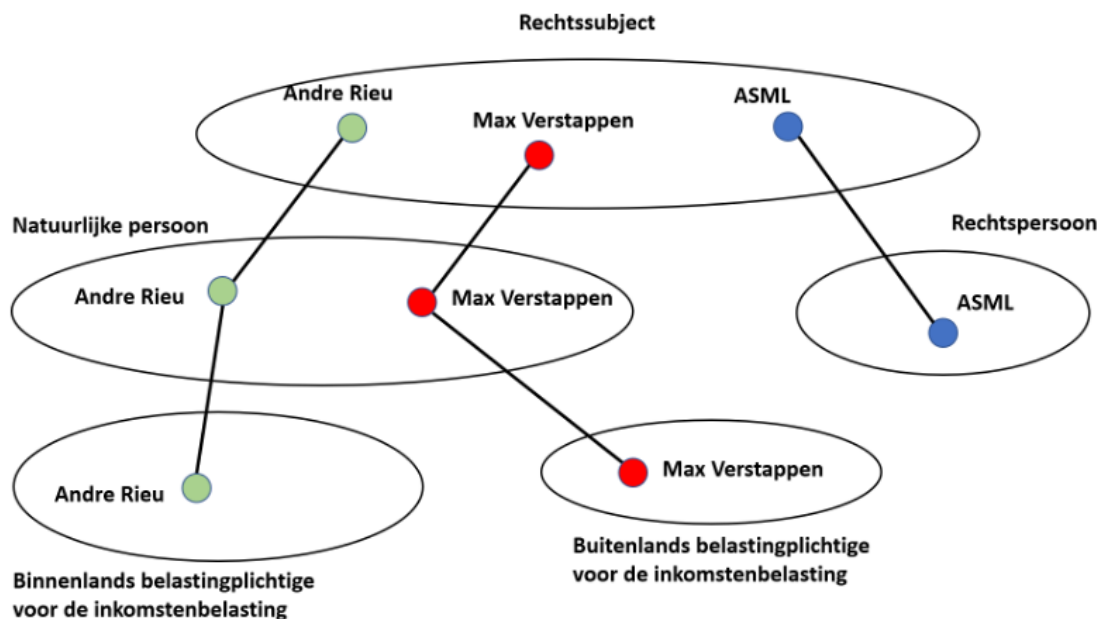 Rechtssubject
Andre Rieu
Max Verstappen
ASML
Natuurlijke persoon
Rechtspersoon
Andre Rieu
Max Verstappen
ASML
Andre Rieu
Max Verstappen
Buitenlands belastingplichtige
voor de inkomstenbelasting
Binnenlands belastingplichtige
voor de inkomstenbelasting